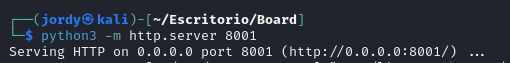 ┌──(jordy㉿kali)-[~/Escritorio/Board]
└─$ python3 -m http.server 8001
Serving HTTP on 0.0.0.0 port 8001 (http://0.0.0.0:8001/) ...